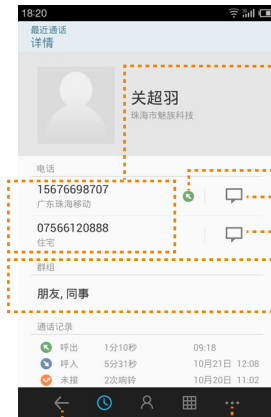 18:20
最近通话
详情
关超羽
珠海市魅族科技
电话
15676698707
广东珠海移动
07566120888
住宅
群组
朋友, 同事
通话记录
呼出 1分10秒 09:18
呼入 5分31秒 10月21日 12:08
未接 2次响铃 10月20日 11:02